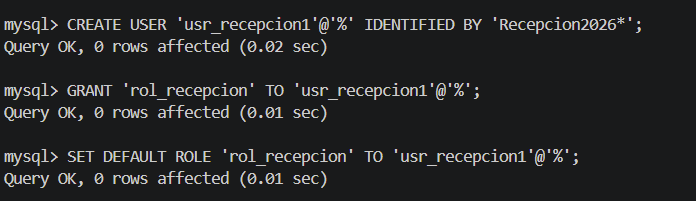 mysql> CREATE USER 'usr_recepcion1'@'%' IDENTIFIED BY 'Recepcion2026*';
Query OK, 0 rows affected (0.02 sec)
mysql> GRANT 'rol_recepcion' TO 'usr_recepcion1'@'%';
Query OK, 0 rows affected (0.01 sec)
mysql> SET DEFAULT ROLE 'rol_recepcion' TO 'usr_recepcion1'@'%';
Query OK, 0 rows affected (0.01 sec)